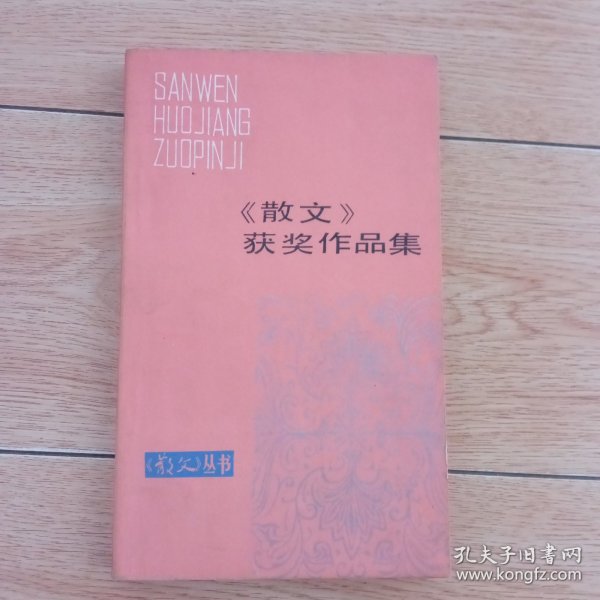 SANWEN
HUOJIANG
ZUOPINJI
《散文》
获奖作品集
《散文》丛书
孔夫子旧書网
www.kongfz.com